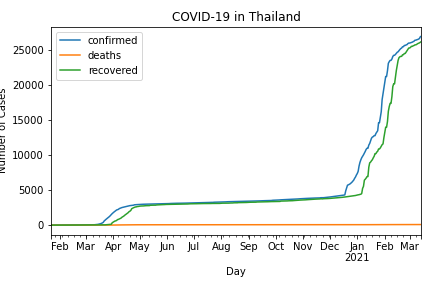 COVID-19 in Thailand
confirmed
deaths
recovered
25000
20000
15000
10000
5000
0
Number of Cases
Feb Mar Apr May Jun Jul Aug Sep Oct Nov Dec Jan Feb Mar
2021
Day